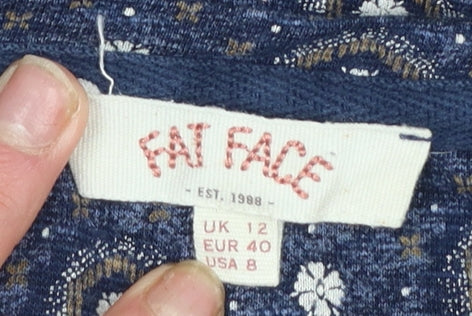 FAT FACE
- EST. 1988 -
UK 12
EUR 40
USA 8